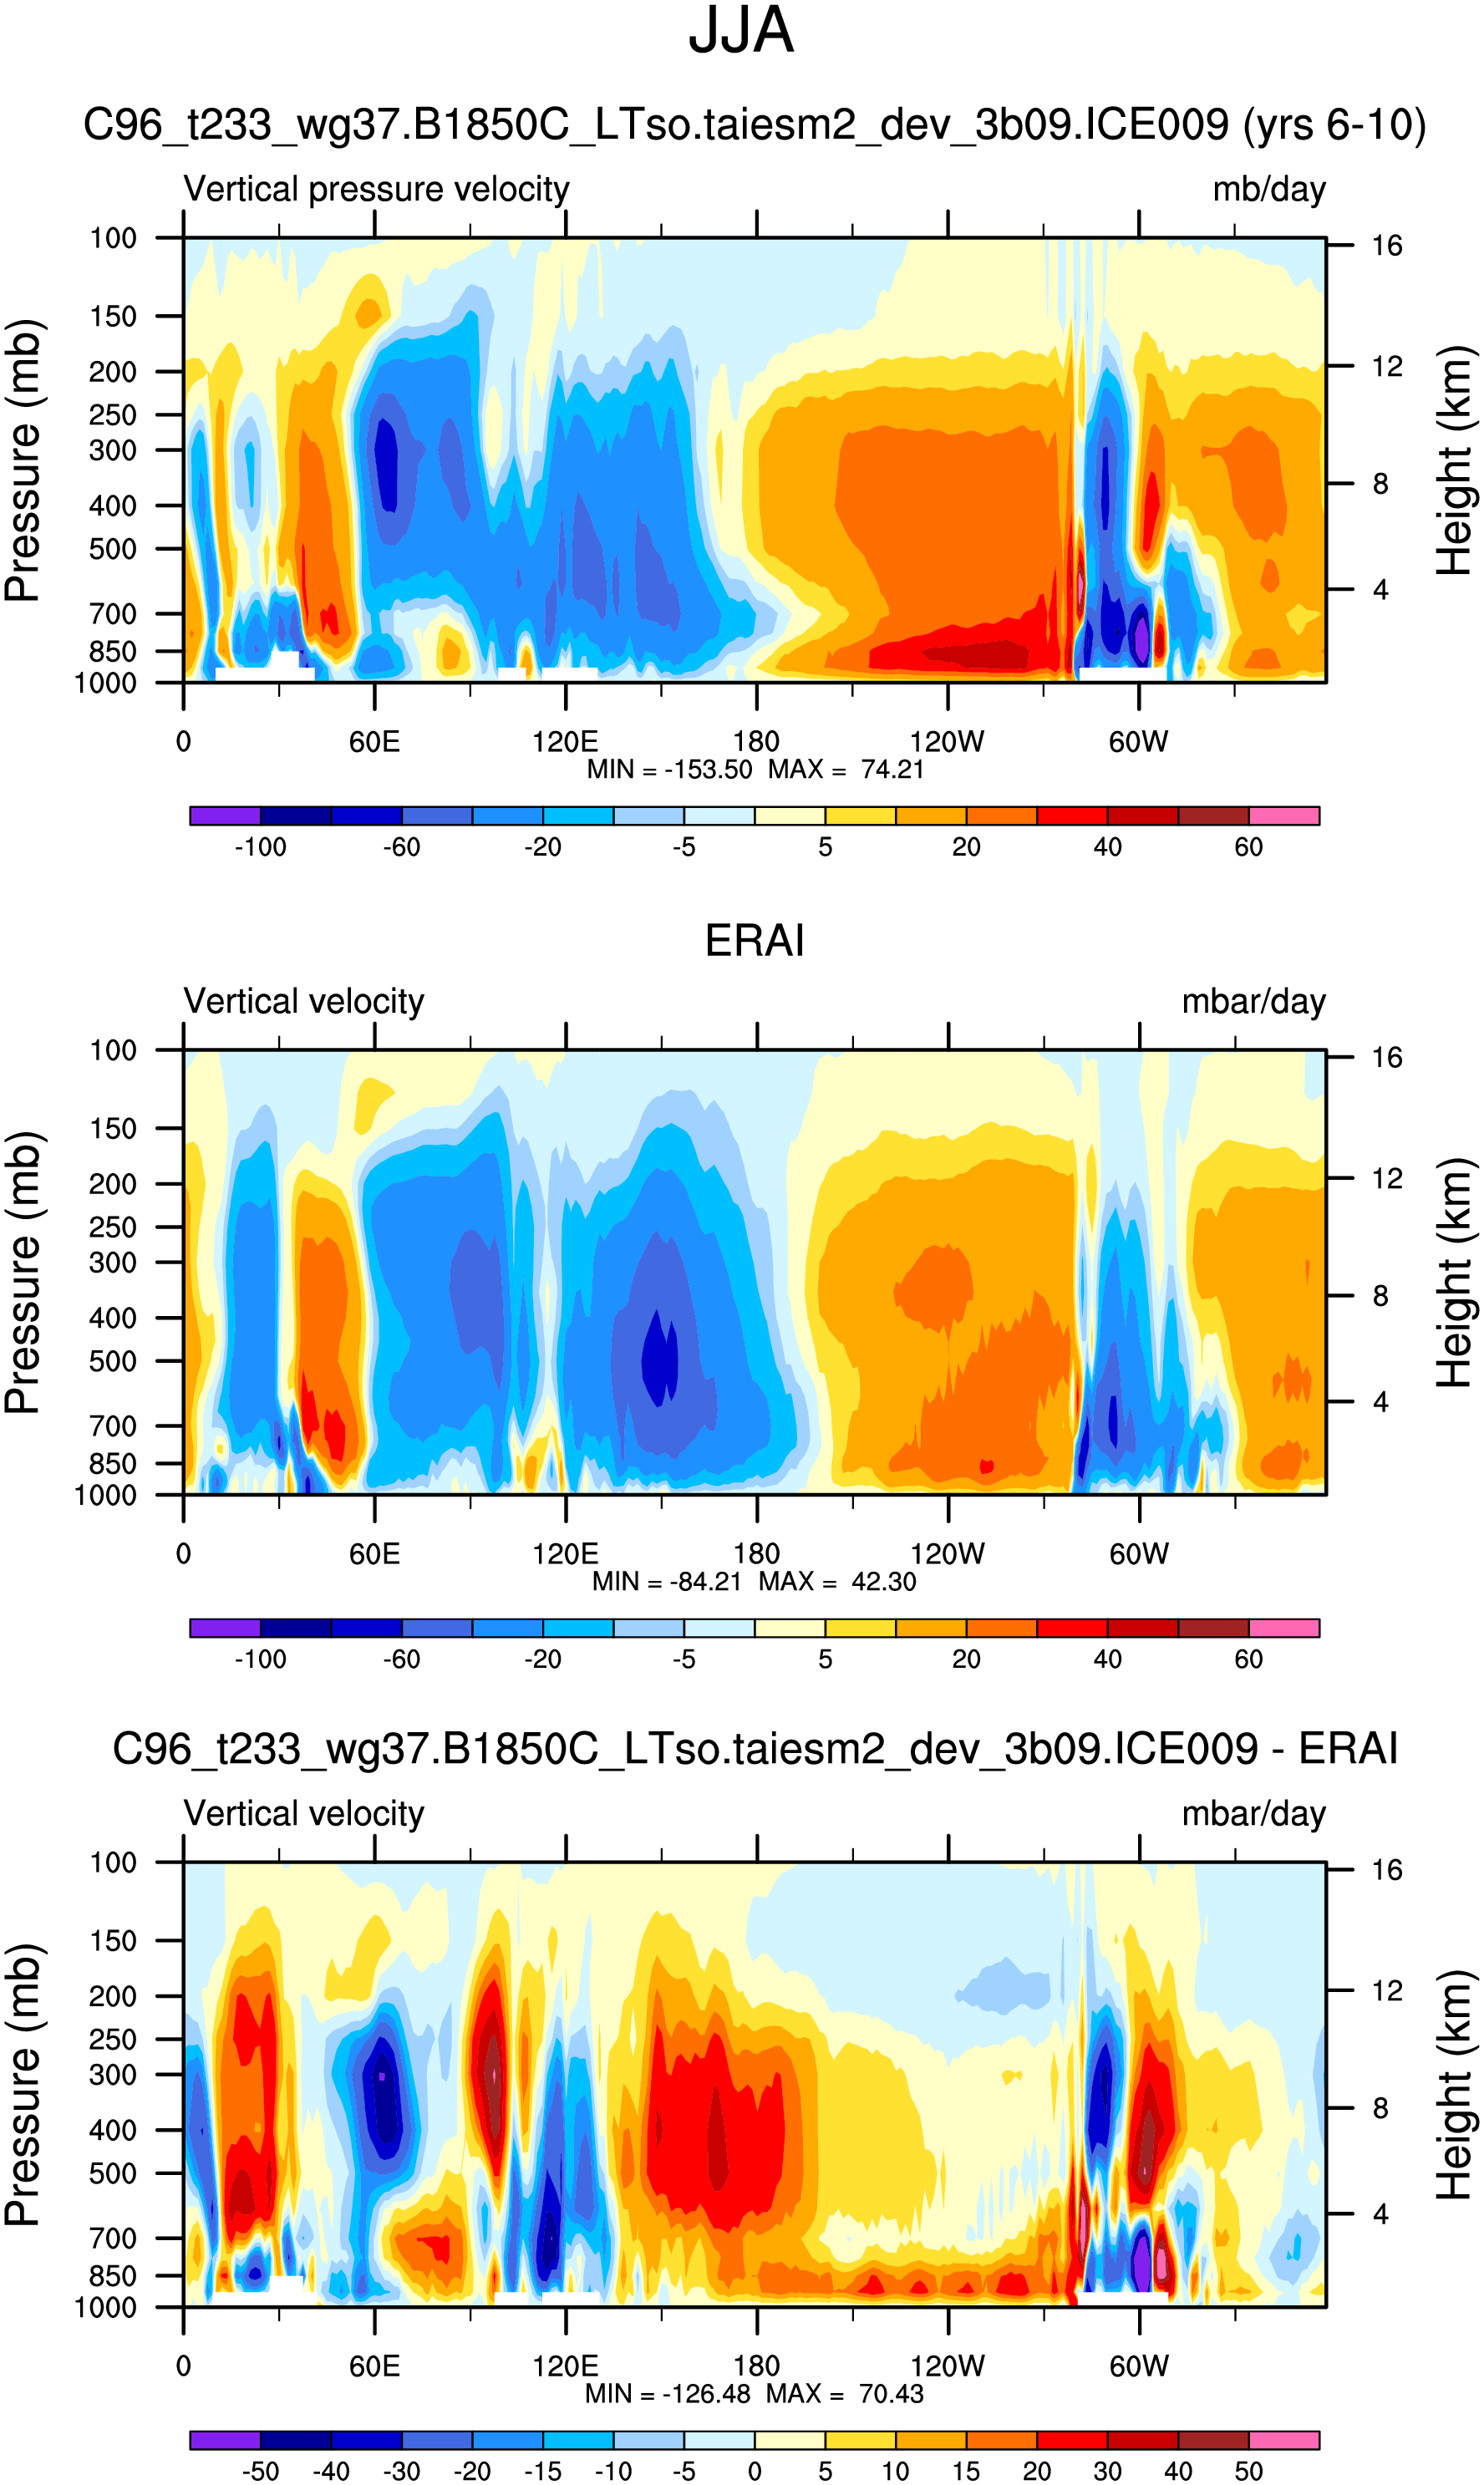 JJA
C96_t233_wg37.B1850C_LTso.taiesm2_dev_3b09.ICE009 (yrs 6-10)
Vertical pressure velocity mb/day
Pressure (mb)
100
150
200
250
300
400
500
700
850
1000
16
12
8
4
Height (km)
0 60E 120E 180 120W 60W
MIN = -153.50 MAX = 74.21
-100 -60 -20 -5 5 20 40 60
ERAI
Vertical velocity mbar/day
Pressure (mb)
100
150
200
250
300
400
500
700
850
1000
16
12
8
4
Height (km)
0 60E 120E 180 120W 60W
MIN = -84.21 MAX = 42.30
-100 -60 -20 -5 5 20 40 60
C96_t233_wg37.B1850C_LTso.taiesm2_dev_3b09.ICE009 - ERAI
Vertical velocity mbar/day
Pressure (mb)
100
150
200
250
300
400
500
700
850
1000
16
12
8
4
Height (km)
0 60E 120E 180 120W 60W
MIN = -126.48 MAX = 70.43
-50 -40 -30 -20 -15 -10 -5 0 5 10 15 20 30 40 50